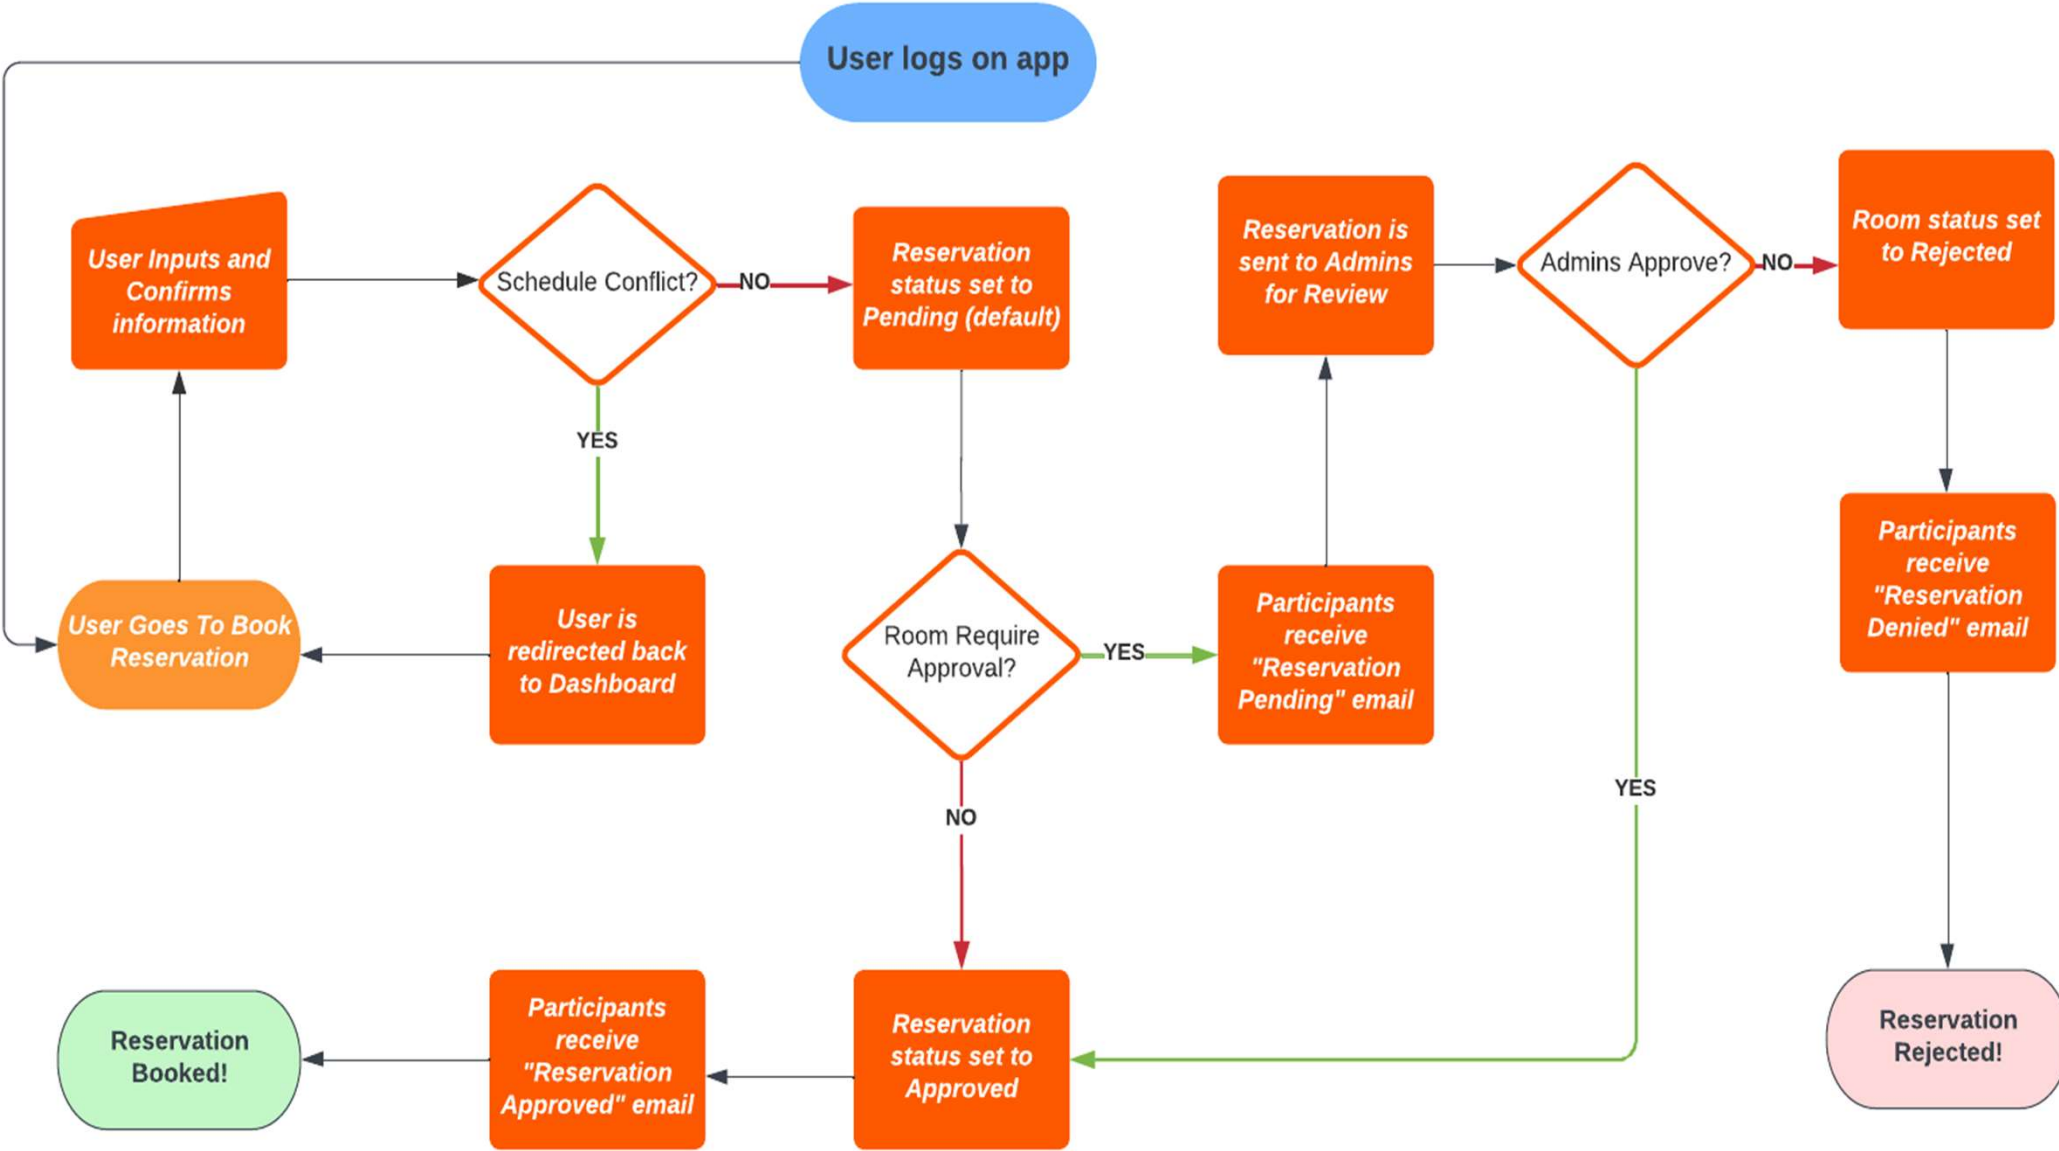 User logs on app
User Inputs and
Confirms
information
Schedule Conflict?
NO
Reservation
status set to
Pending (default)
Reservation is
sent to Admins
for Review
Admins Approve?
NO
Room status set
to Rejected
YES
User Goes To Book
Reservation
User is
redirected back
to Dashboard
Room Require
Approval?
YES
Participants
receive
"Reservation
Pending" email
Participants
receive
"Reservation
Denied" email
NO
YES
Reservation
Booked!
Participants
receive
"Reservation
Approved" email
Reservation
status set to
Approved
Reservation
Rejected!